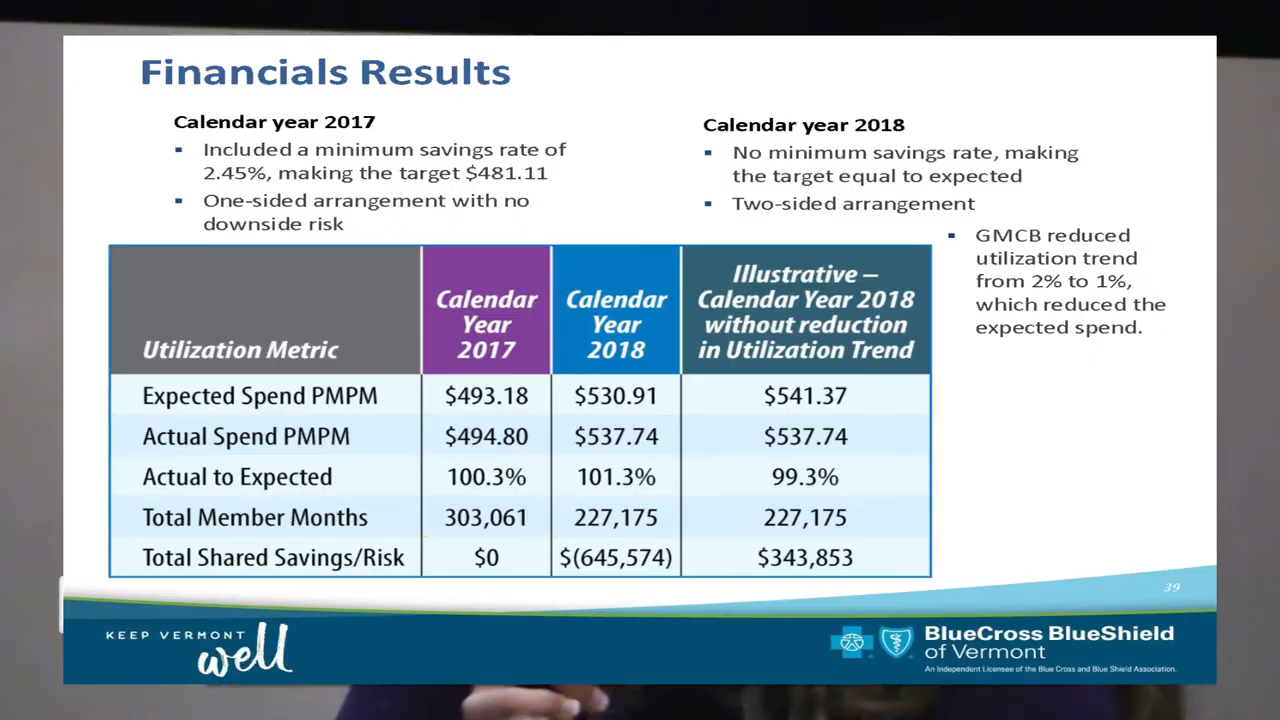 Financials Results
Calendar year 2017
▪ Included a minimum savings rate of
2.45%, making the target $481.11
▪ One-sided arrangement with no
downside risk
Calendar year 2018
▪ No minimum savings rate, making
the target equal to expected
▪ Two-sided arrangement
▪ GMCB reduced
utilization trend
from 2% to 1%,
which reduced the
expected spend.
Utilization Metric
Calendar
Year
2017
Calendar
Year
2018
Illustrative –
Calendar Year 2018
without reduction
in Utilization Trend
Expected Spend PMPM $493.18 $530.91 $541.37
Actual Spend PMPM $494.80 $537.74 $537.74
Actual to Expected 100.3% 101.3% 99.3%
Total Member Months 303,061 227,175 227,175
Total Shared Savings/Risk $0 $(645,574) $343,853
39
KEEP VERMONT
well
BlueCross BlueShield
of Vermont
An Independent Licensee of the Blue Cross and Blue Shield Association.